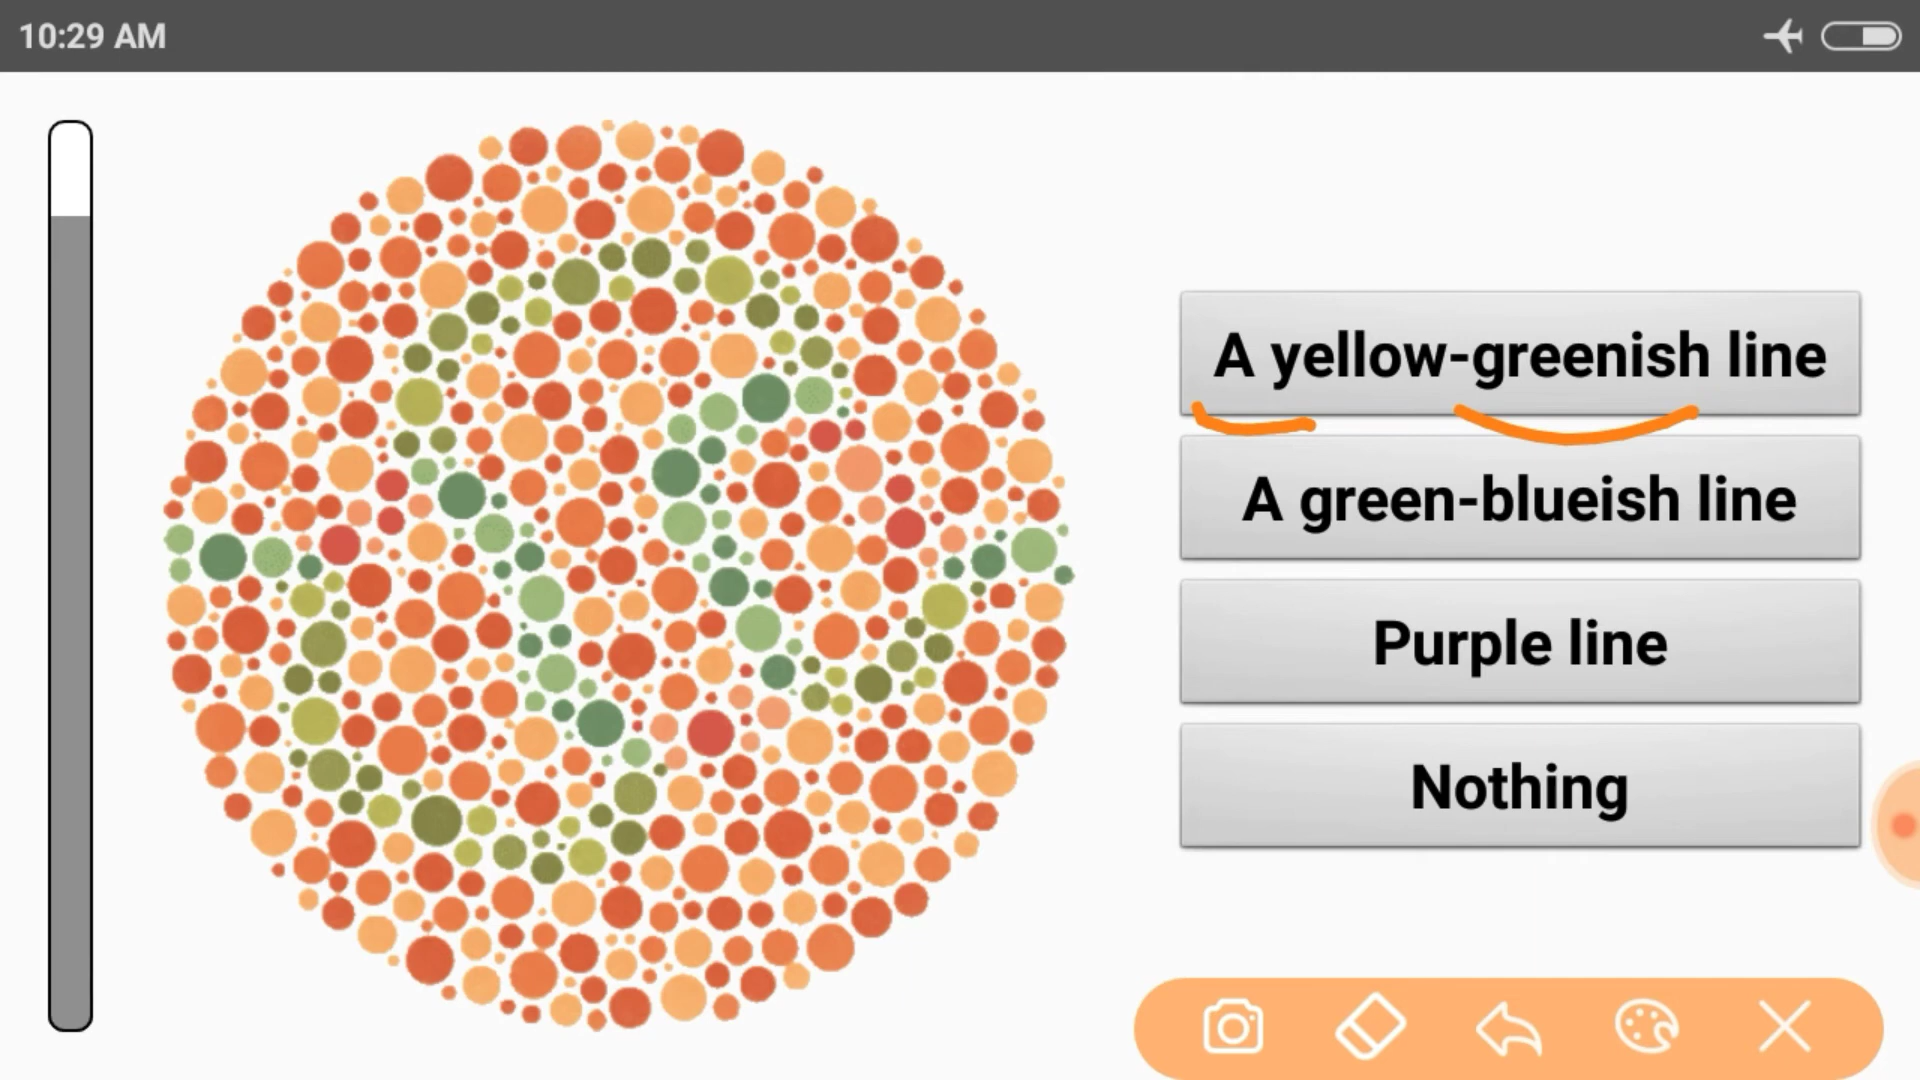 10:29 AM
A yellow-greenish line
A green-blueish line
Purple line
Nothing